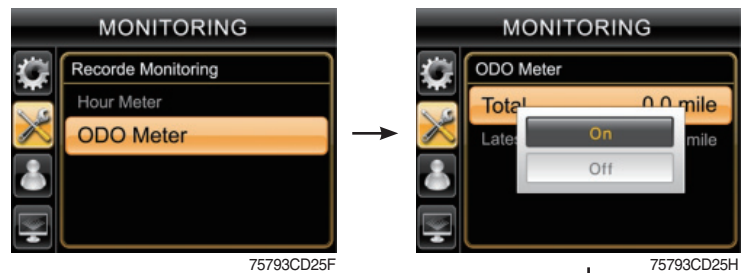 MONITORING
Recorde Monitoring
Hour Meter
ODO Meter
75793CD25F
MONITORING
ODO Meter
Total 0.0 mile
On
mile
Off
75793CD25H